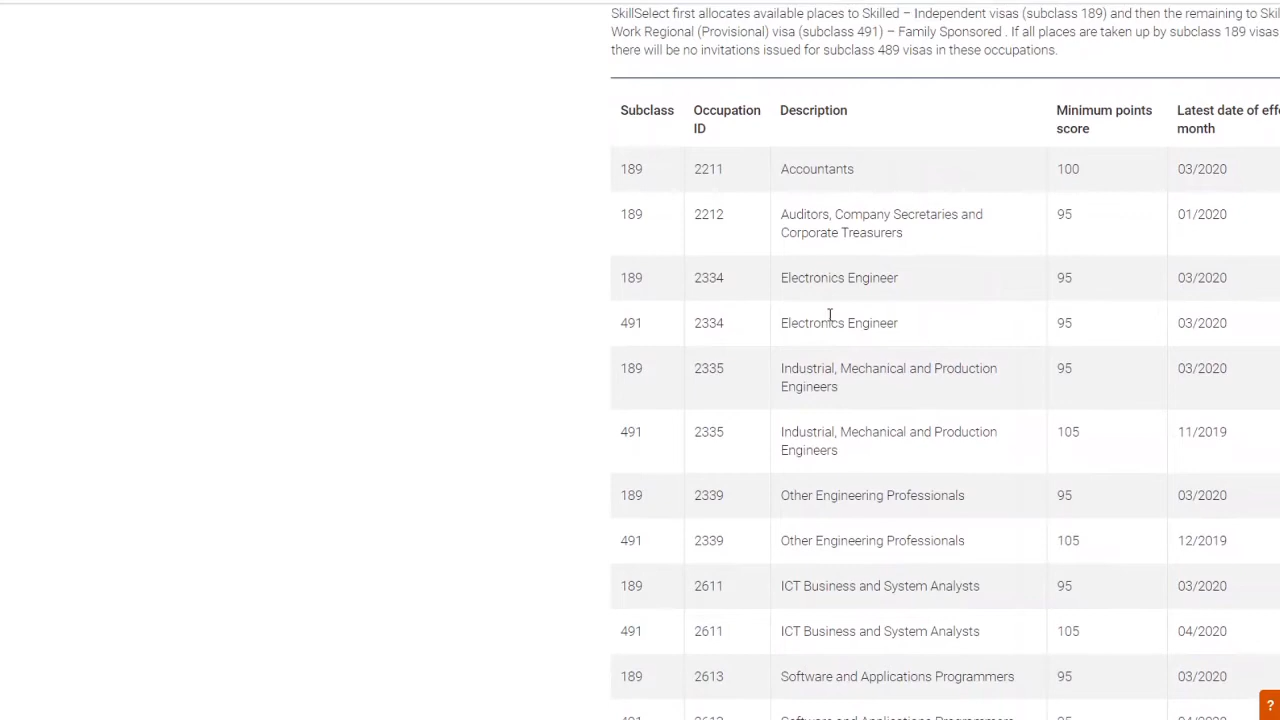 SkillSelect first allocates available places to Skilled – Independent visas (subclass 189) and then the remaining to
Work Regional (Provisional) visa (subclass 491) – Family Sponsored . If all places are taken up by subclass 189 visas
there will be no invitations issued for subclass 489 visas in these occupations.
Subclass Occupation ID Description Minimum points score Latest date of month
189 2211 Accountants 100 03/2020
189 2212 Auditors, Company Secretaries and Corporate Treasurers 95 01/2020
189 2334 Electronics Engineer 95 03/2020
491 2334 Electronics Engineer 95 03/2020
189 2335 Industrial, Mechanical and Production Engineers 95 03/2020
491 2335 Industrial, Mechanical and Production Engineers 105 11/2019
189 2339 Other Engineering Professionals 95 03/2020
491 2339 Other Engineering Professionals 105 12/2019
189 2611 ICT Business and System Analysts 95 03/2020
491 2611 ICT Business and System Analysts 105 04/2020
189 2613 Software and Applications Programmers 95 03/2020
?